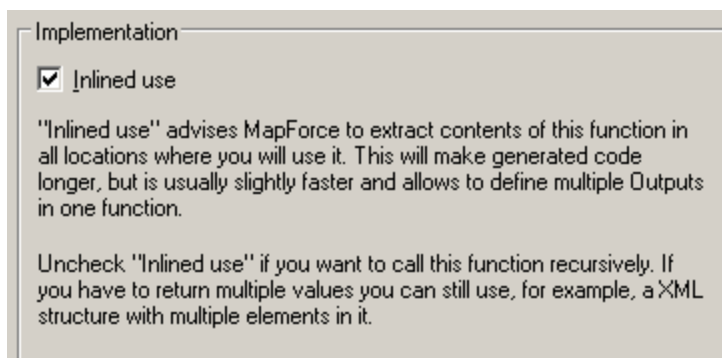 Implementation
Inlined use
"Inlined use" advises MapForce to extract contents of this function in
all locations where you will use it. This will make generated code
longer, but is usually slightly faster and allows to define multiple Outputs
in one function.
Uncheck "Inlined use" if you want to call this function recursively. If
you have to return multiple values you can still use, for example, a XML
structure with multiple elements in it.